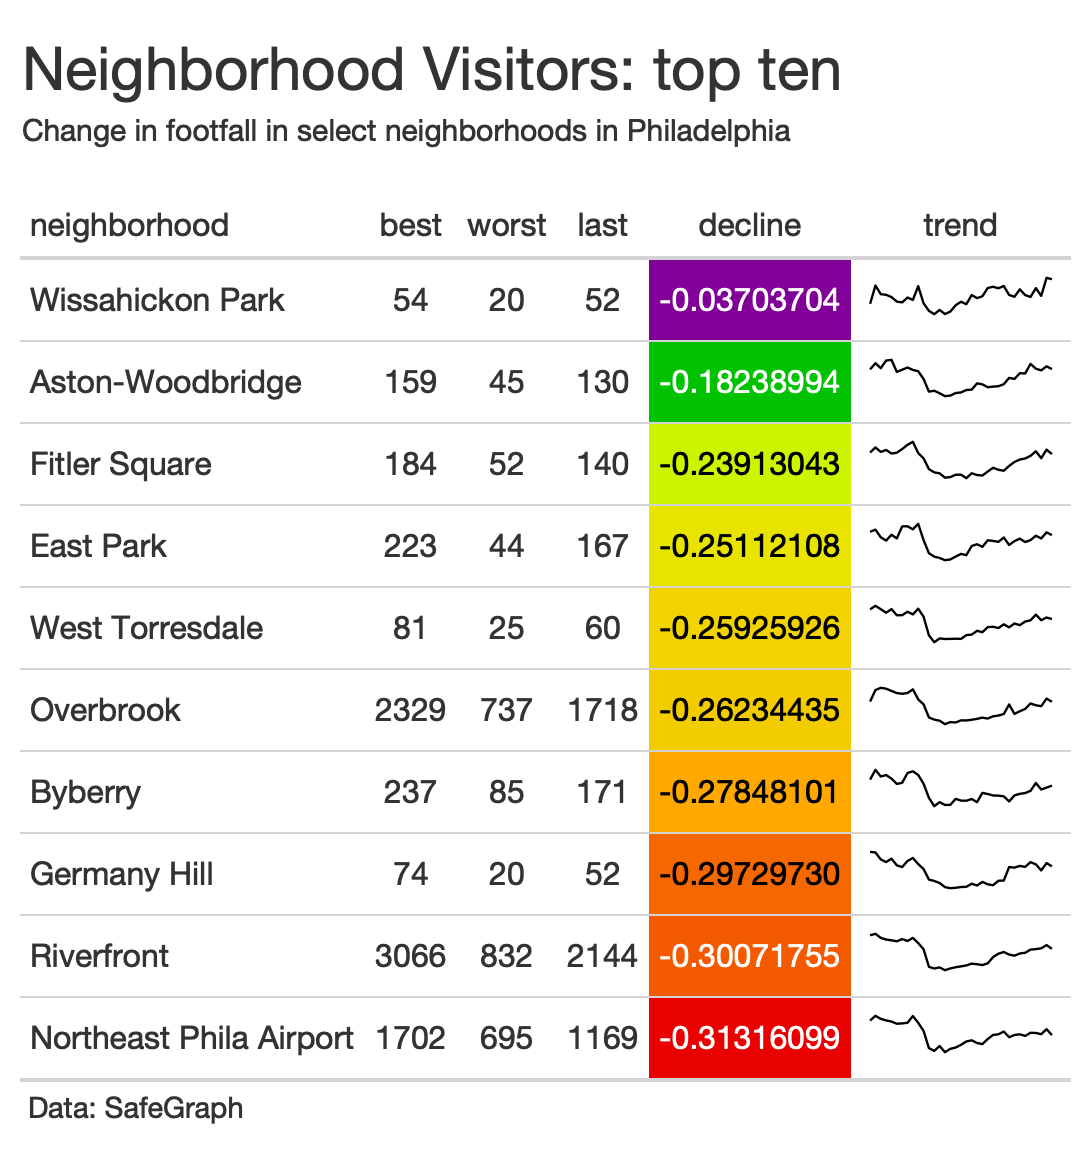 Neighborhood Visitors: top ten
Change in footfall in select neighborhoods in Philadelphia
neighborhood best worst last decline trend
Wissahickon Park 54 20 52 -0.03703704
Aston-Woodbridge 159 45 130 -0.18238994
Fitler Square 184 52 140 -0.23913043
East Park 223 44 167 -0.25112108
West Torresdale 81 25 60 -0.25925926
Overbrook 2329 737 1718 -0.26234435
Byberry 237 85 171 -0.27848101
Germany Hill 74 20 52 -0.29729730
Riverfront 3066 832 2144 -0.30071755
Northeast Phila Airport 1702 695 1169 -0.31316099
Data: SafeGraph